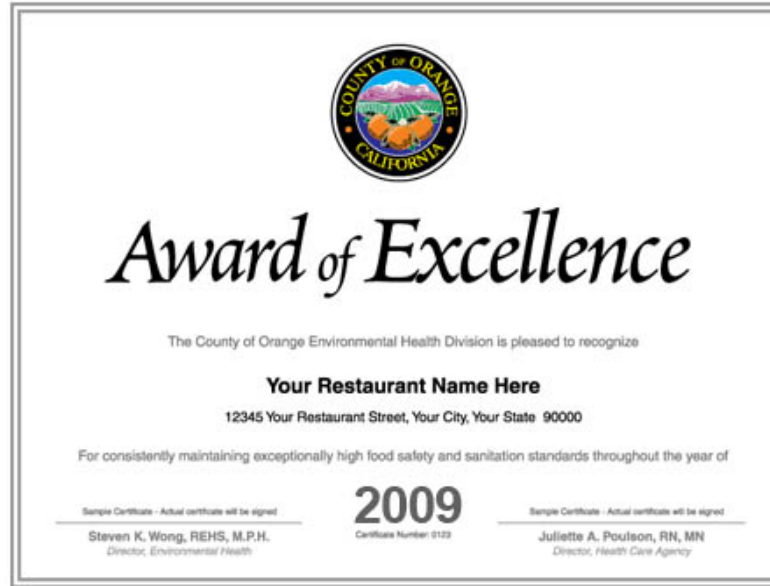 COUNTY OF ORANGE
CALIFORNIA
Award of Excellence
The County of Orange Environmental Health Division is pleased to recognize
Your Restaurant Name Here
12345 Your Restaurant Street, Your City, Your State 90000
For consistently maintaining exceptionally high food safety and sanitation standards throughout the year of
2009
Certificate Number: 0123
Sample Certificate - Actual certificate will be signed
Steven K. Wong, REHS, M.P.H.
Director, Environmental Health
Sample Certificate - Actual certificate will be signed
Juliette A. Poulson, RN, MN
Director, Health Care Agency